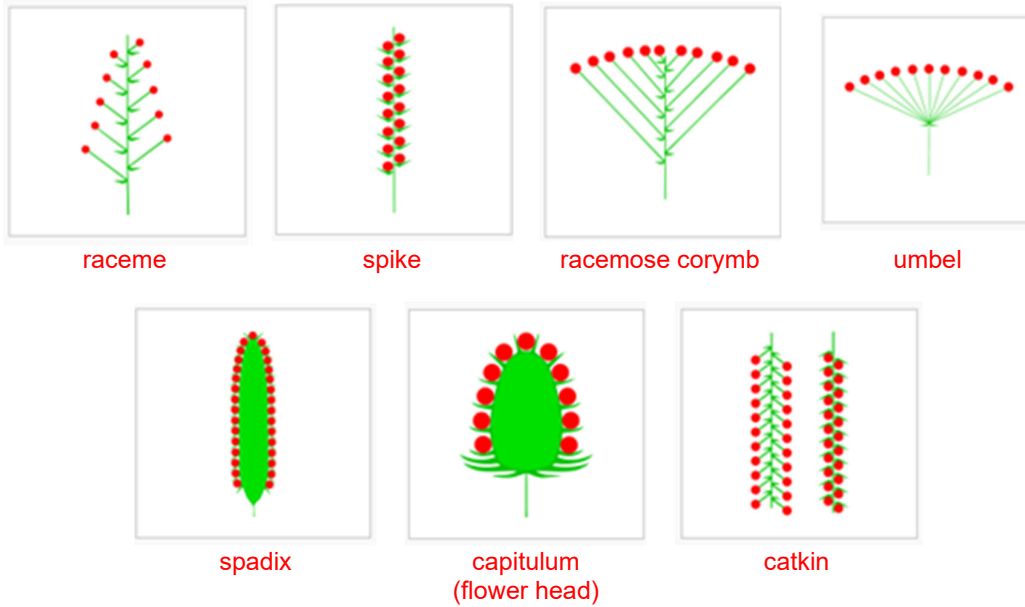 raceme
spike
racemose corymb
umbel
spadix
capitulum
(flower head)
catkin